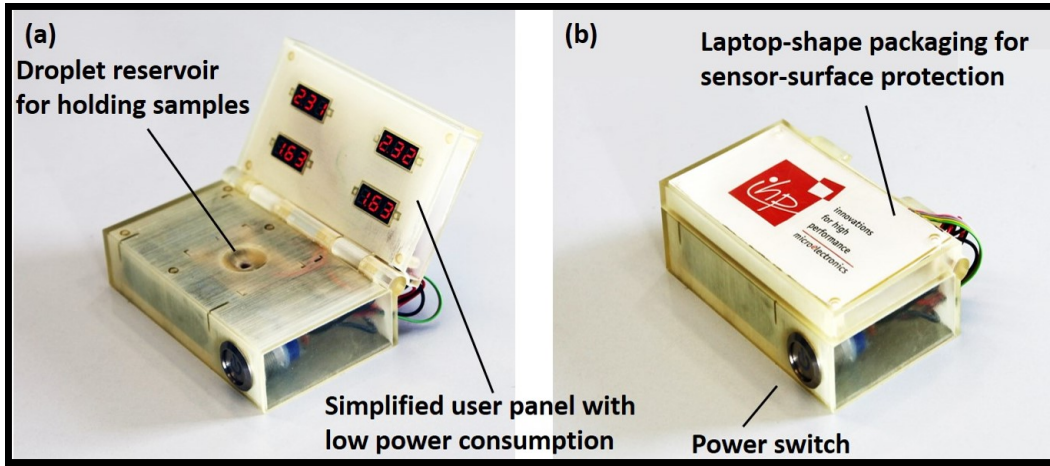 (a)
Droplet reservoir
for holding samples
231
232
163
163
Simplified user panel with
low power consumption
(b)
Laptop-shape packaging for
sensor-surface protection
ihp
innovations
for high
performance
microelectronics
Power switch